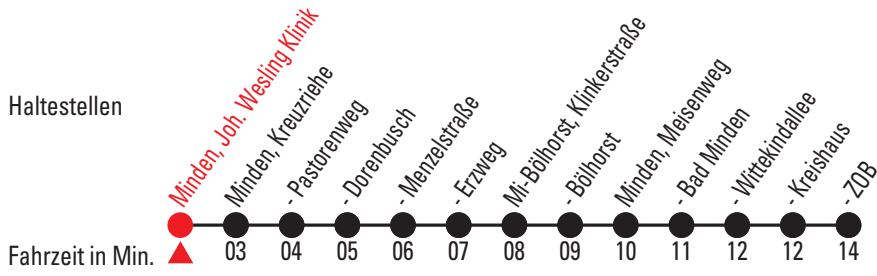 Haltestellen
Minden, Joh. Wesling Klinik
Minden, Kreuzriehe
- Pastorenweg
- Dorenbusch
- Menzelstraße
- Erzweg
Mi-Bölhorst, Klinkerstraße
- Bölhorst
Minden, Meisenweg
- Bad Minden
- Wittekindallee
- Kreishaus
- ZOB
Fahrzeit in Min. 03 04 05 06 07 08 09 10 11 12 12 14